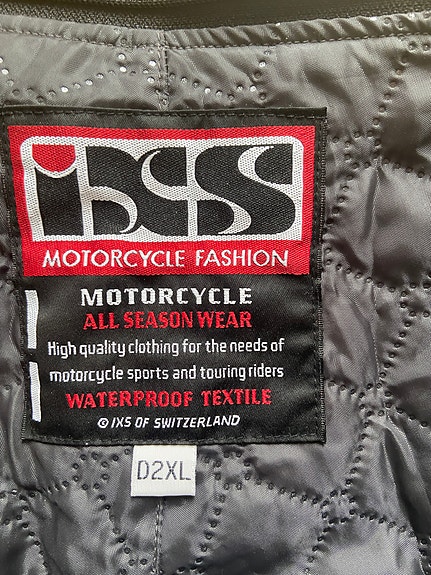 iXS
MOTORCYCLE FASHION
MOTORCYCLE
ALL SEASON WEAR
High quality clothing for the needs of
motorcycle sports and touring riders
WATERPROOF TEXTILE
© IXS OF SWITZERLAND
D2XL